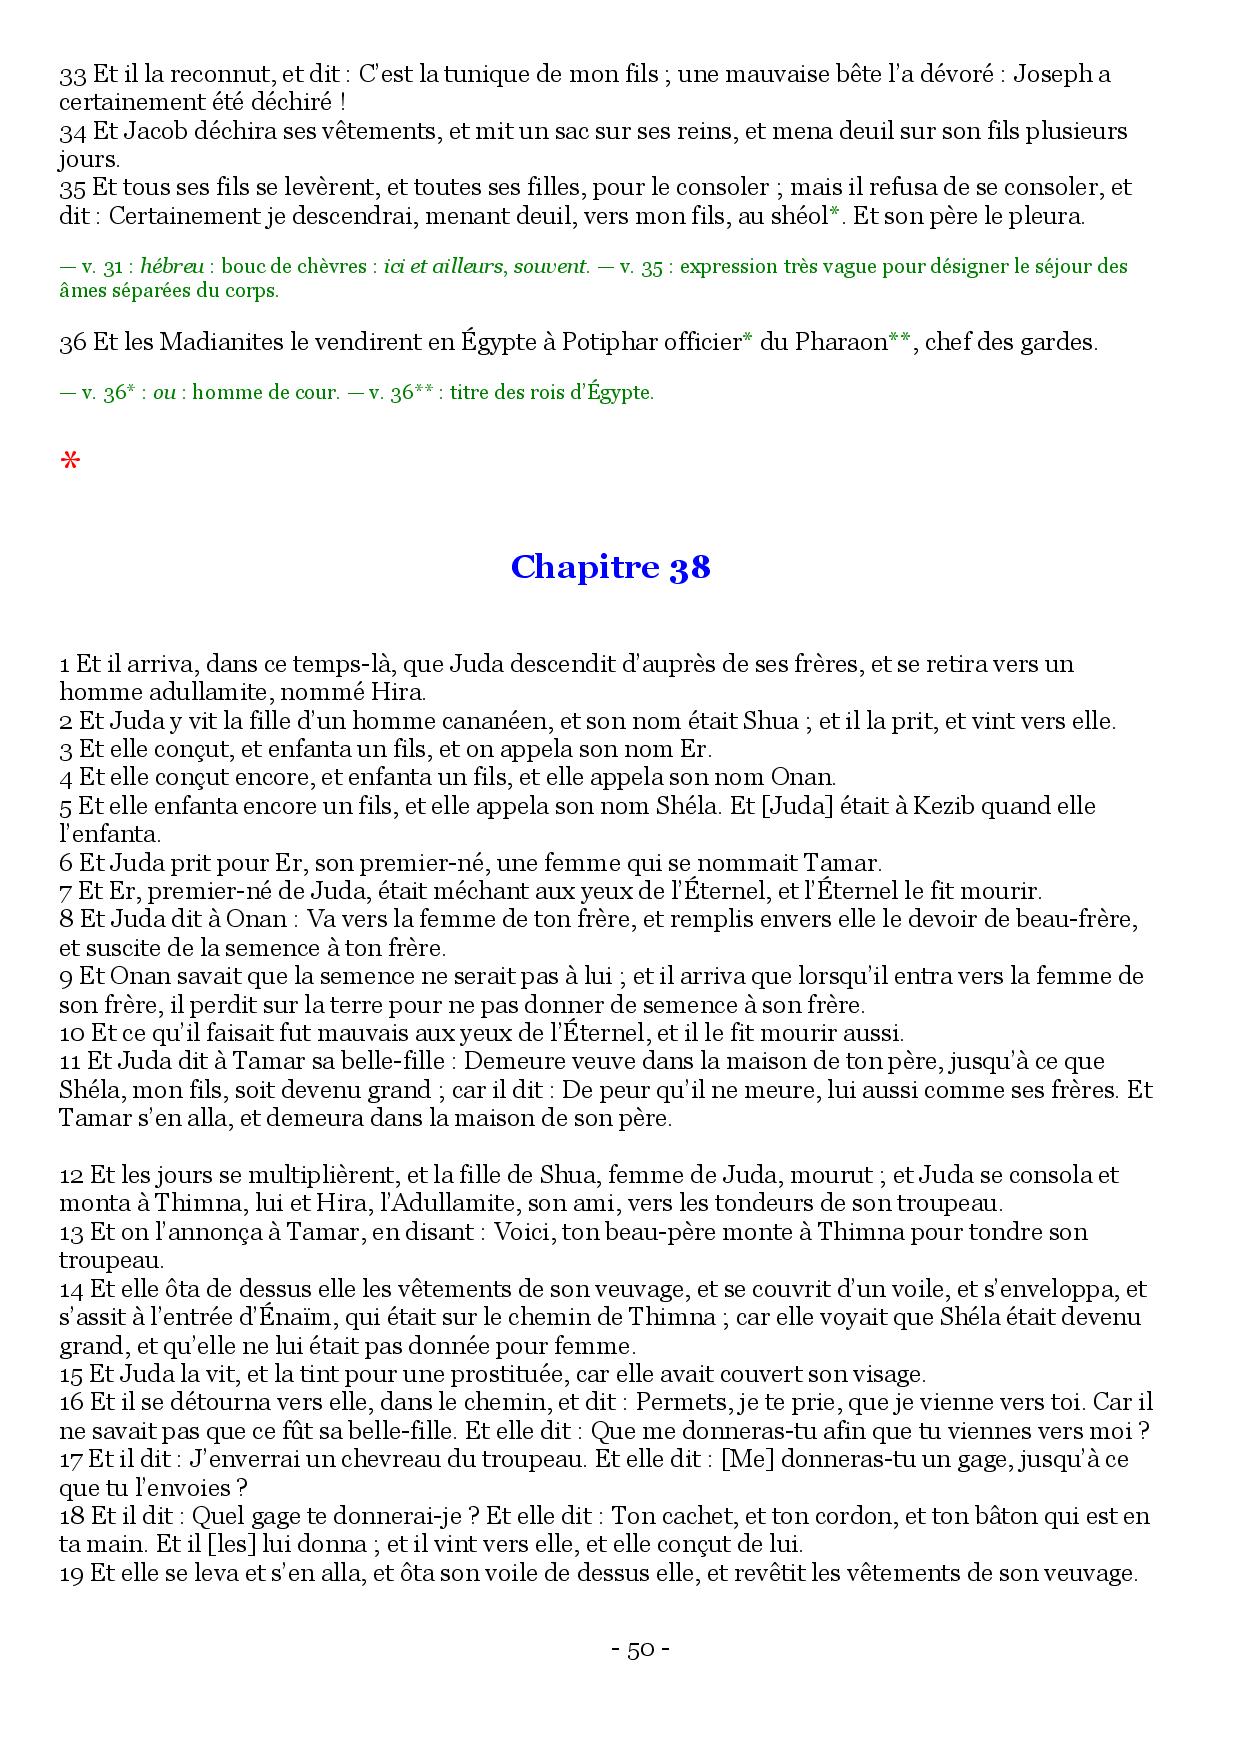 33 Et il la reconnut, et dit : C’est la tunique de mon fils ; une mauvaise bête l’a dévoré : Joseph a
certainement été déchiré !
34 Et Jacob déchira ses vêtements, et mit un sac sur ses reins, et mena deuil sur son fils plusieurs
jours.
35 Et tous ses fils se levèrent, et toutes ses filles, pour le consoler ; mais il refusa de se consoler, et
dit : Certainement je descendrai, menant deuil, vers mon fils, au shéol*. Et son père le pleura.
— v. 31 : hébreu : bouc de chèvres : ici et ailleurs, souvent. — v. 35 : expression très vague pour désigner le séjour des
âmes séparées du corps.
36 Et les Madianites le vendirent en Égypte à Potiphar officier* du Pharaon**, chef des gardes.
— v. 36* : ou : homme de cour. — v. 36** : titre des rois d’Égypte.
*
Chapitre 38
1 Et il arriva, dans ce temps-là, que Juda descendit d’auprès de ses frères, et se retira vers un
homme adullamite, nommé Hira.
2 Et Juda y vit la fille d’un homme cananéen, et son nom était Shua ; et il la prit, et vint vers elle.
3 Et elle conçut, et enfanta un fils, et on appela son nom Er.
4 Et elle conçut encore, et enfanta un fils, et elle appela son nom Onan.
5 Et elle enfanta encore un fils, et elle appela son nom Shéla. Et [Juda] était à Kezib quand elle
l’enfanta.
6 Et Juda prit pour Er, son premier-né, une femme qui se nommait Tamar.
7 Et Er, premier-né de Juda, était méchant aux yeux de l’Éternel, et l’Éternel le fit mourir.
8 Et Juda dit à Onan : Va vers la femme de ton frère, et remplis envers elle le devoir de beau-frère,
et suscite de la semence à ton frère.
9 Et Onan savait que la semence ne serait pas à lui ; et il arriva que lorsqu’il entra vers la femme de
son frère, il perdit sur la terre pour ne pas donner de semence à son frère.
10 Et ce qu’il faisait fut mauvais aux yeux de l’Éternel, et il le fit mourir aussi.
11 Et Juda dit à Tamar sa belle-fille : Demeure veuve dans la maison de ton père, jusqu’à ce que
Shéla, mon fils, soit devenu grand ; car il dit : De peur qu’il ne meure, lui aussi comme ses frères. Et
Tamar s’en alla, et demeura dans la maison de son père.
12 Et les jours se multiplièrent, et la fille de Shua, femme de Juda, mourut ; et Juda se consola et
monta à Thimna, lui et Hira, l’Adullamite, son ami, vers les tondeurs de son troupeau.
13 Et on l’annonça à Tamar, en disant : Voici, ton beau-père monte à Thimna pour tondre son
troupeau.
14 Et elle ôta de dessus elle les vêtements de son veuvage, et se couvrit d’un voile, et s’enveloppa, et
s’assit à l’entrée d’Énaïm, qui était sur le chemin de Thimna ; car elle voyait que Shéla était devenu
grand, et qu’elle ne lui était pas donnée pour femme.
15 Et Juda la vit, et la tint pour une prostituée, car elle avait couvert son visage.
16 Et il se détourna vers elle, dans le chemin, et dit : Permets, je te prie, que je vienne vers toi. Car il
ne savait pas que ce fût sa belle-fille. Et elle dit : Que me donneras-tu afin que tu viennes vers moi ?
17 Et il dit : J’enverrai un chevreau du troupeau. Et elle dit : [Me] donneras-tu un gage, jusqu’à ce
que tu l’envoies ?
18 Et il dit : Quel gage te donnerai-je ? Et elle dit : Ton cachet, et ton cordon, et ton bâton qui est en
ta main. Et il [les] lui donna ; et il vint vers elle, et elle conçut de lui.
19 Et elle se leva et s’en alla, et ôta son voile de dessus elle, et revêtit les vêtements de son veuvage.
- 50 -